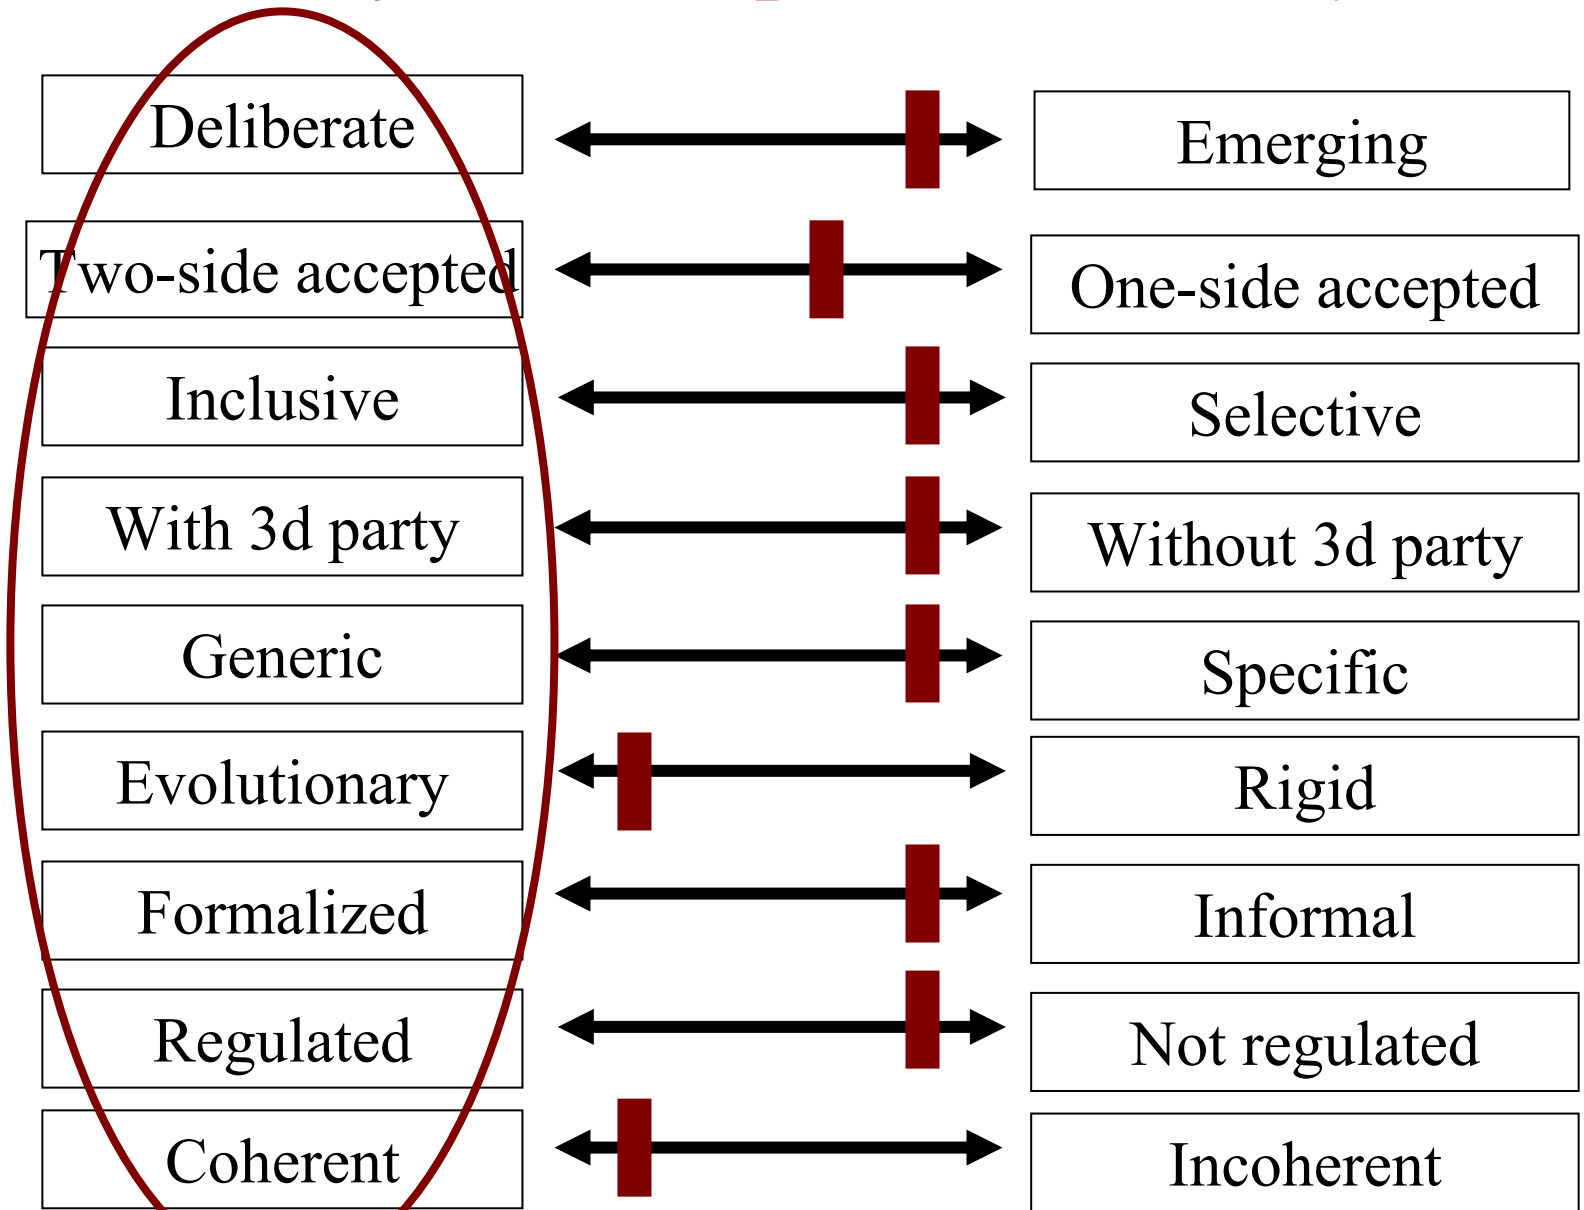 Deliberate
Emerging
Two-side accepted
One-side accepted
Inclusive
Selective
With 3d party
Without 3d party
Generic
Specific
Evolutionary
Rigid
Formalized
Informal
Regulated
Not regulated
Coherent
Incoherent